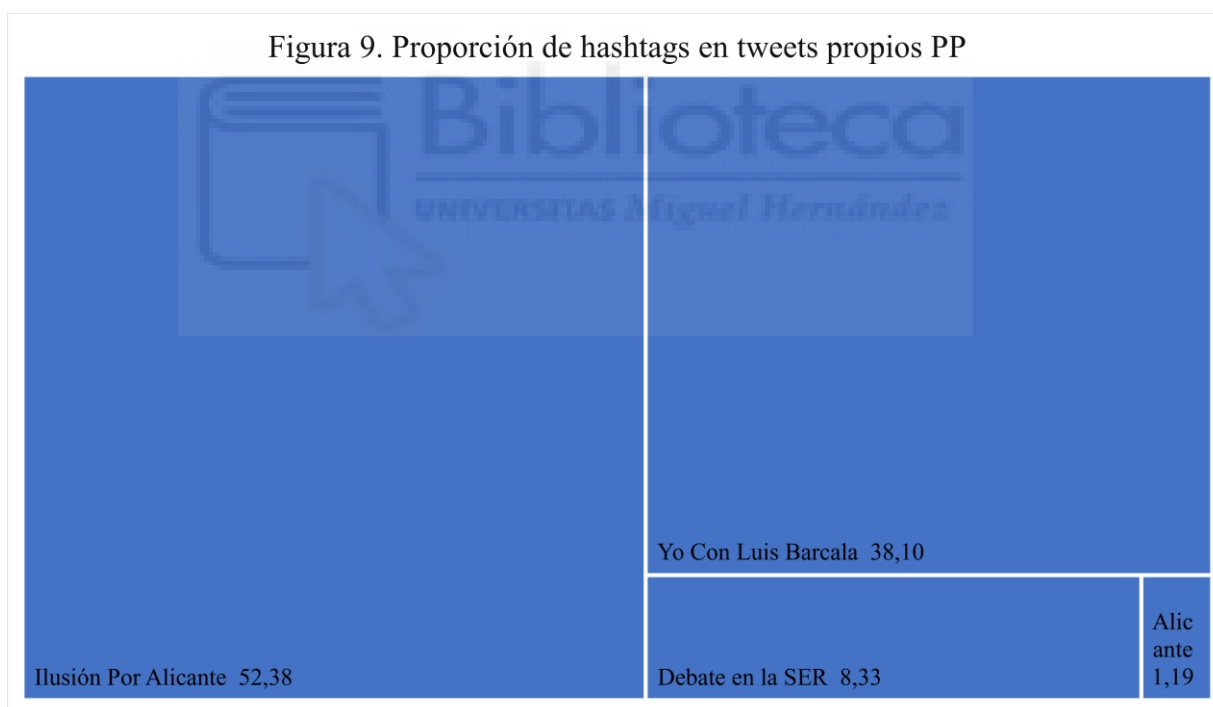 Figura 9. Proporción de hashtags en tweets propios PP
Biblioteca
UNIVERSITAS Miguel Hernández
Yo Con Luis Barcala 38,10
Ilusión Por Alicante 52,38
Debate en la SER 8,33
Alic
ante
1,19